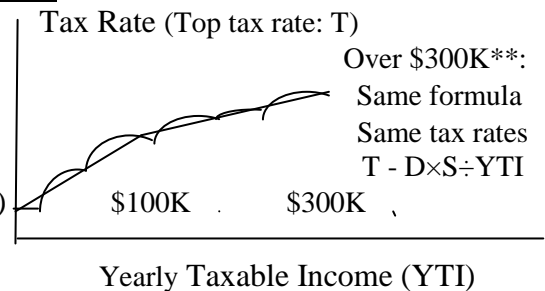 Tax Rate (Top tax rate: T)
Over $300K**:
Same formula
Same tax rates
T - D×S÷YTI
) $100K . $300K
Yearly Taxable Income (YTI)